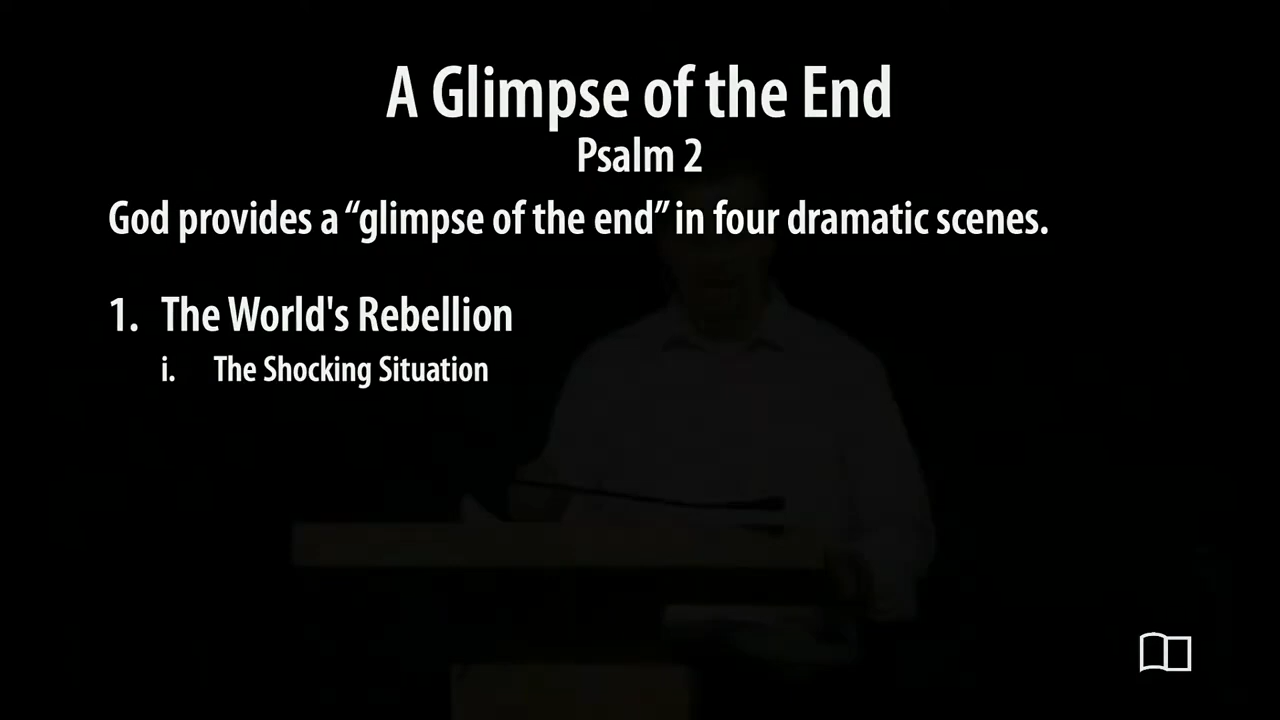 A Glimpse of the End
Psalm 2
God provides a “glimpse of the end” in four dramatic scenes.
1. The World's Rebellion
i. The Shocking Situation